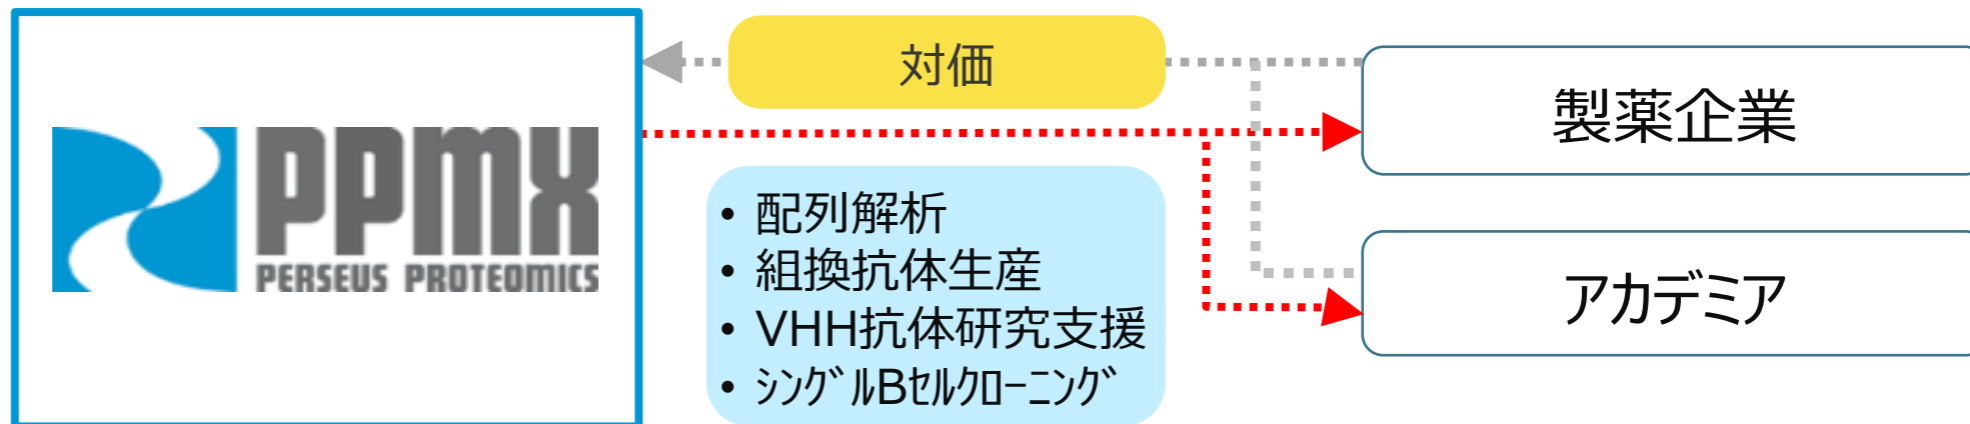 対価
製薬企業
PPMX
PERSEUS PROTEOMICS
• 配列解析
• 組換抗体生産
• VHH抗体研究支援
• ｼﾝｸﾞﾙBｾﾙｸﾛｰﾆﾝｸﾞ
アカデミア